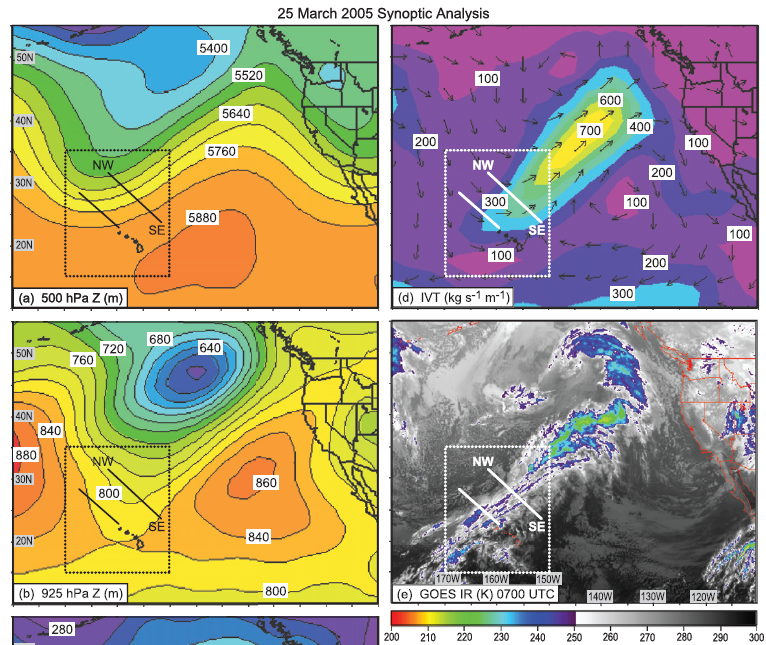 25 March 2005 Synoptic Analysis
50N
40N
30N
20N
5400
5520
5640
5760
5880
NW
SE
(a) 500 hPa Z (m)
100
600
700
400
200
100
200
300
100
100
100
200
300
NW
SE
(d) IVT (kg s-1 m-1)
50N
40N
30N
20N
680
720
640
760
840
880
800
860
840
800
NW
SE
(b) 925 hPa Z (m)
NW
SE
170W
160W
150W
140W
130W
120W
(e) GOES IR (K) 0700 UTC
280
200 210 220 230 240 250 260 270 280 290 300